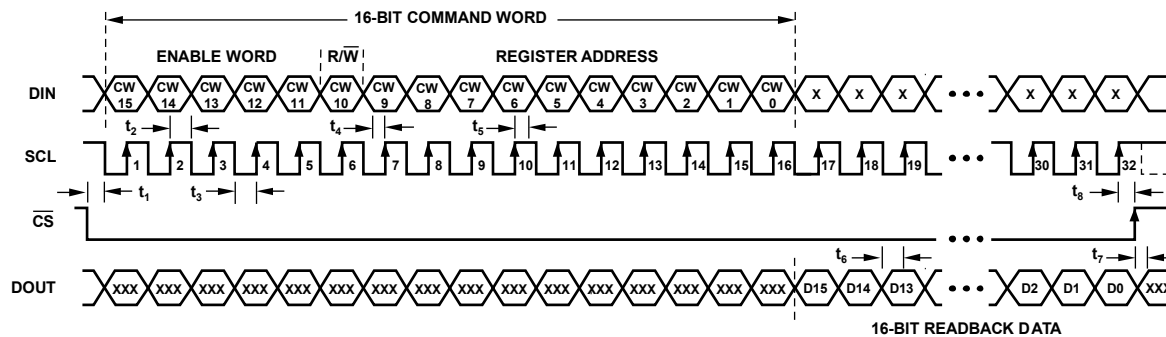 16-BIT COMMAND WORD
ENABLE WORD R/W̅ REGISTER ADDRESS
DIN CW 15 CW 14 CW 13 CW 12 CW 11 CW 10 CW 9 CW 8 CW 7 CW 6 CW 5 CW 4 CW 3 CW 2 CW 1 CW 0 X X X X X X
t2 t4 t5
SCL 1 2 3 4 5 6 7 8 9 10 11 12 13 14 15 16 17 18 19 30 31 32
t1 t3 t8
C̅S̅
t6 t7
DOUT XXX XXX XXX XXX XXX XXX XXX XXX XXX XXX XXX XXX XXX XXX XXX XXX D15 D14 D13 D2 D1 D0 XXX
16-BIT READBACK DATA